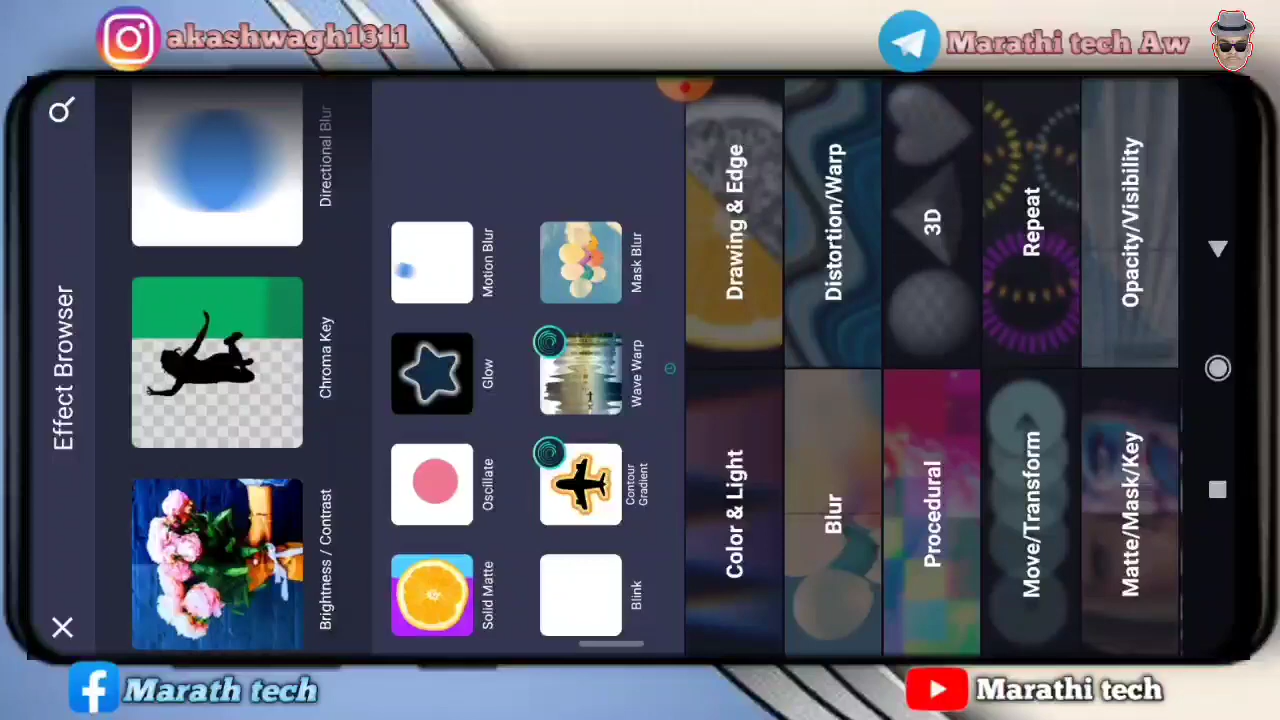 akashwagh1311
Marathi tech Aw
Effect Browser
Brightness / Contrast
Chroma Key
Directional Blur
Solid Matte
Oscillate
Glow
Motion Blur
Blink
Contour
Gradient
Wave Warp
Mask Blur
Color & Light
Drawing & Edge
Blur
Distortion/Warp
Procedural
3D
Move/Transform
Repeat
Matte/Mask/Key
Opacity/Visibility
Marath tech
Marathi tech